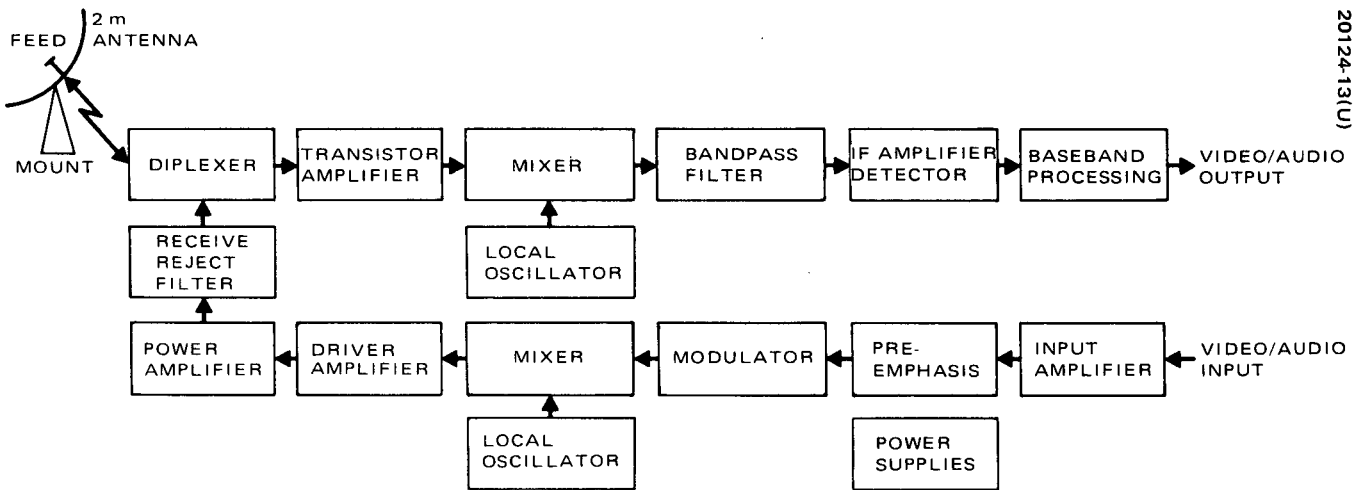 20124-13(U)
2 m
FEED ANTENNA
MOUNT
DIPLEXER
TRANSISTOR
AMPLIFIER
MIXER
BANDPASS
FILTER
IF AMPLIFIER
DETECTOR
BASEBAND
PROCESSING
VIDEO/AUDIO
OUTPUT
RECEIVE
REJECT
FILTER
LOCAL
OSCILLATOR
POWER
AMPLIFIER
DRIVER
AMPLIFIER
MIXER
MODULATOR
PRE-
EMPHASIS
INPUT
AMPLIFIER
VIDEO/AUDIO
INPUT
LOCAL
OSCILLATOR
POWER
SUPPLIES